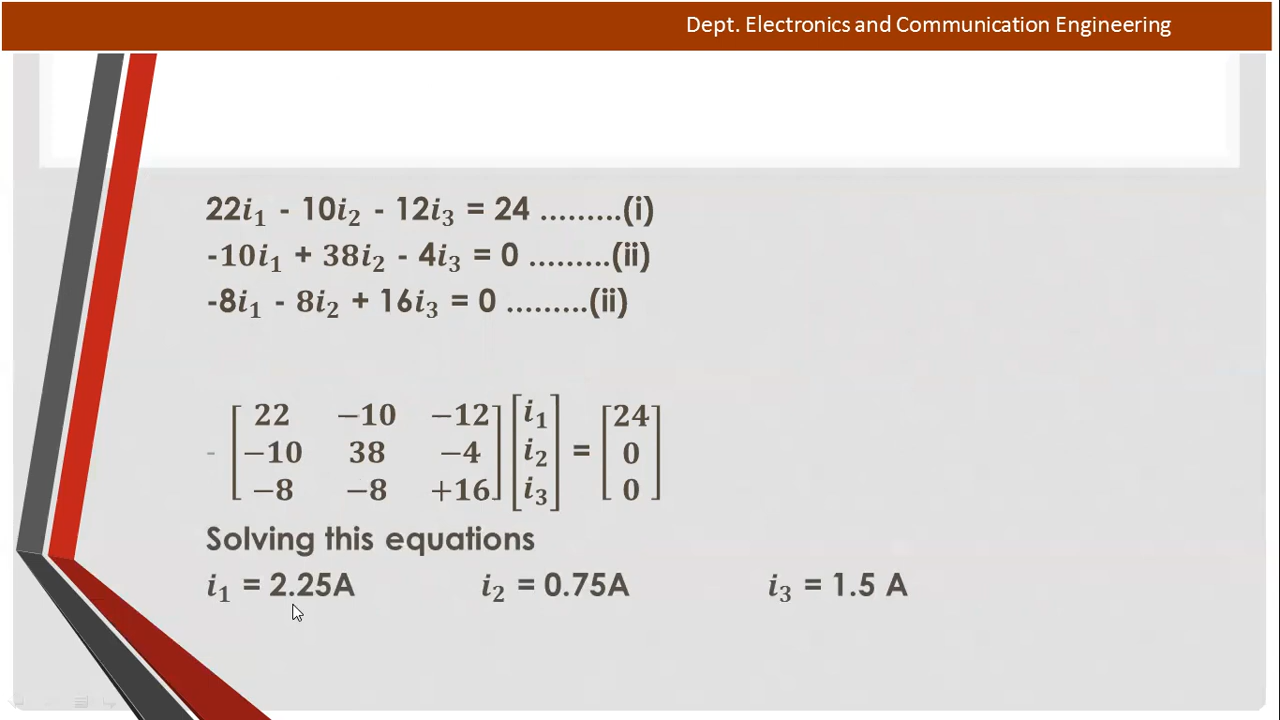 Dept. Electronics and Communication Engineering
22𝒊₁ - 10𝒊₂ - 12𝒊₃ = 24 .........(i)
-10𝒊₁ + 38𝒊₂ - 4𝒊₃ = 0 .........(ii)
-8𝒊₁ - 8𝒊₂ + 16𝒊₃ = 0 .........(ii)
- [22 −10 −12] [𝒊₁] = [24]
[−10 38 −4] [𝒊₂] [0]
[−8 −8 +16] [𝒊₃] [0]
Solving this equations
𝒊₁ = 2.25A 𝒊₂ = 0.75A 𝒊₃ = 1.5 A